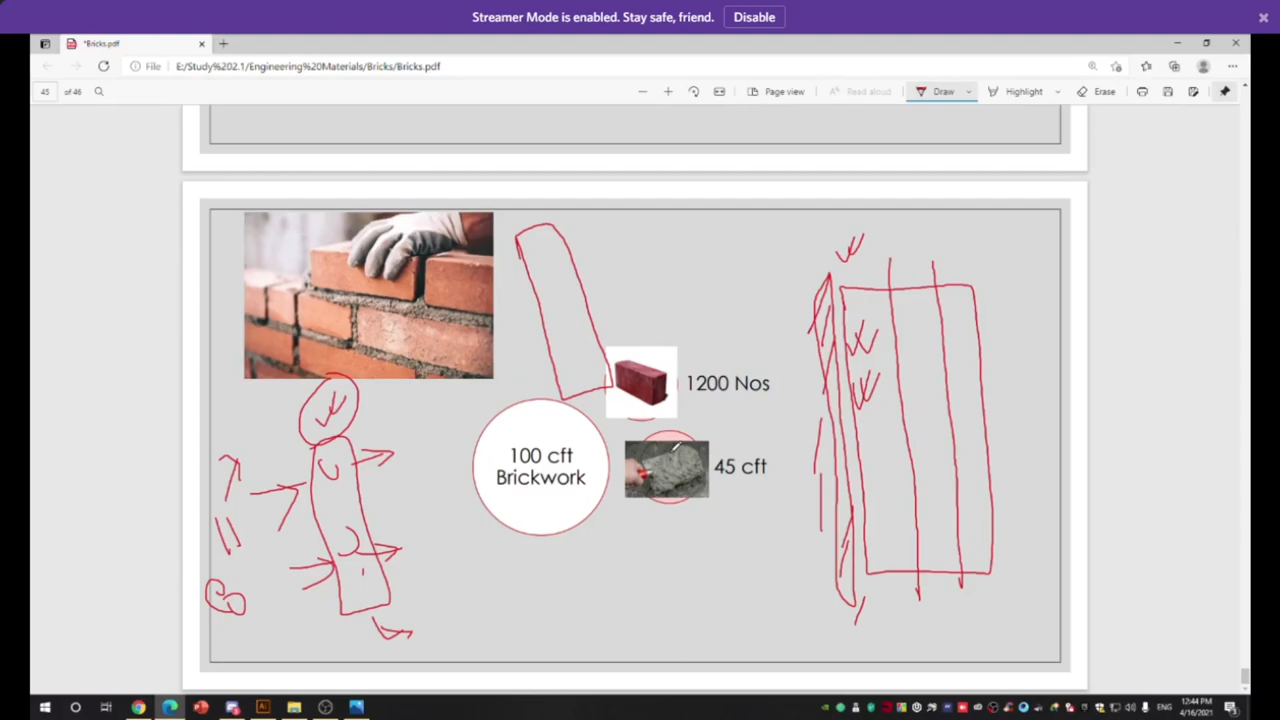 Streamer Mode is enabled. Stay safe, friend. Disable
*Bricks.pdf
File E:/Study%202.1/Engineering%20Materials/Bricks/Bricks.pdf
45 of 46 Page view Read aloud Draw Highlight Erase
1200 Nos
100 cft
Brickwork
45 cft
ENG 12:44 PM
4/16/2021